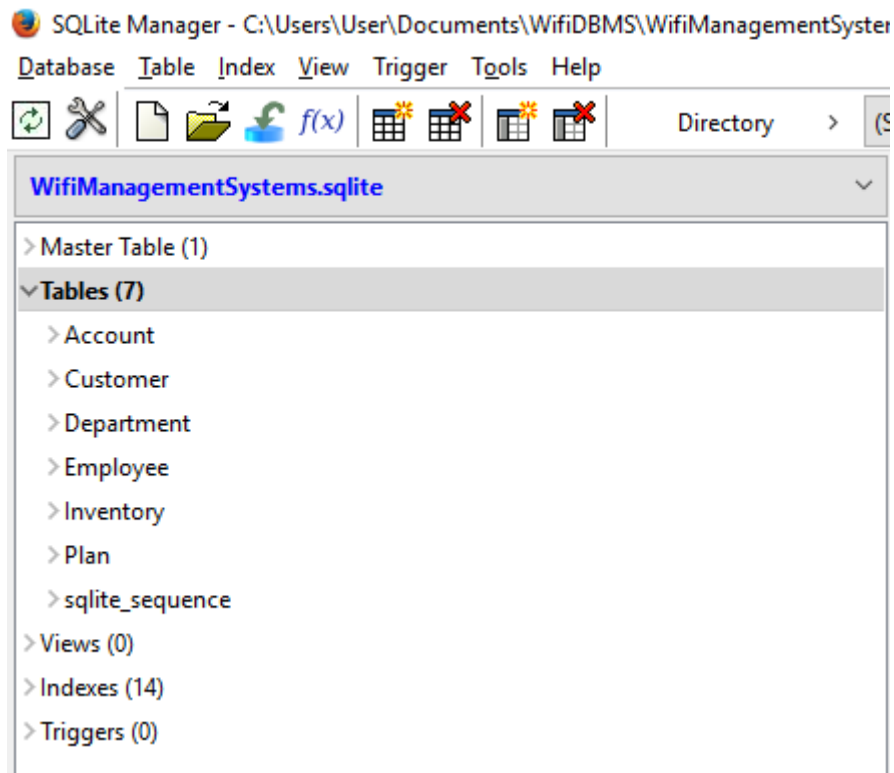 SQLite Manager - C:\Users\User\Documents\WifiDBMS\WifiManagementSyster
Database Table Index View Trigger Tools Help
f(x) Directory > (S
WifiManagementSystems.sqlite
Master Table (1)
Tables (7)
Account
Customer
Department
Employee
Inventory
Plan
sqlite_sequence
Views (0)
Indexes (14)
Triggers (0)